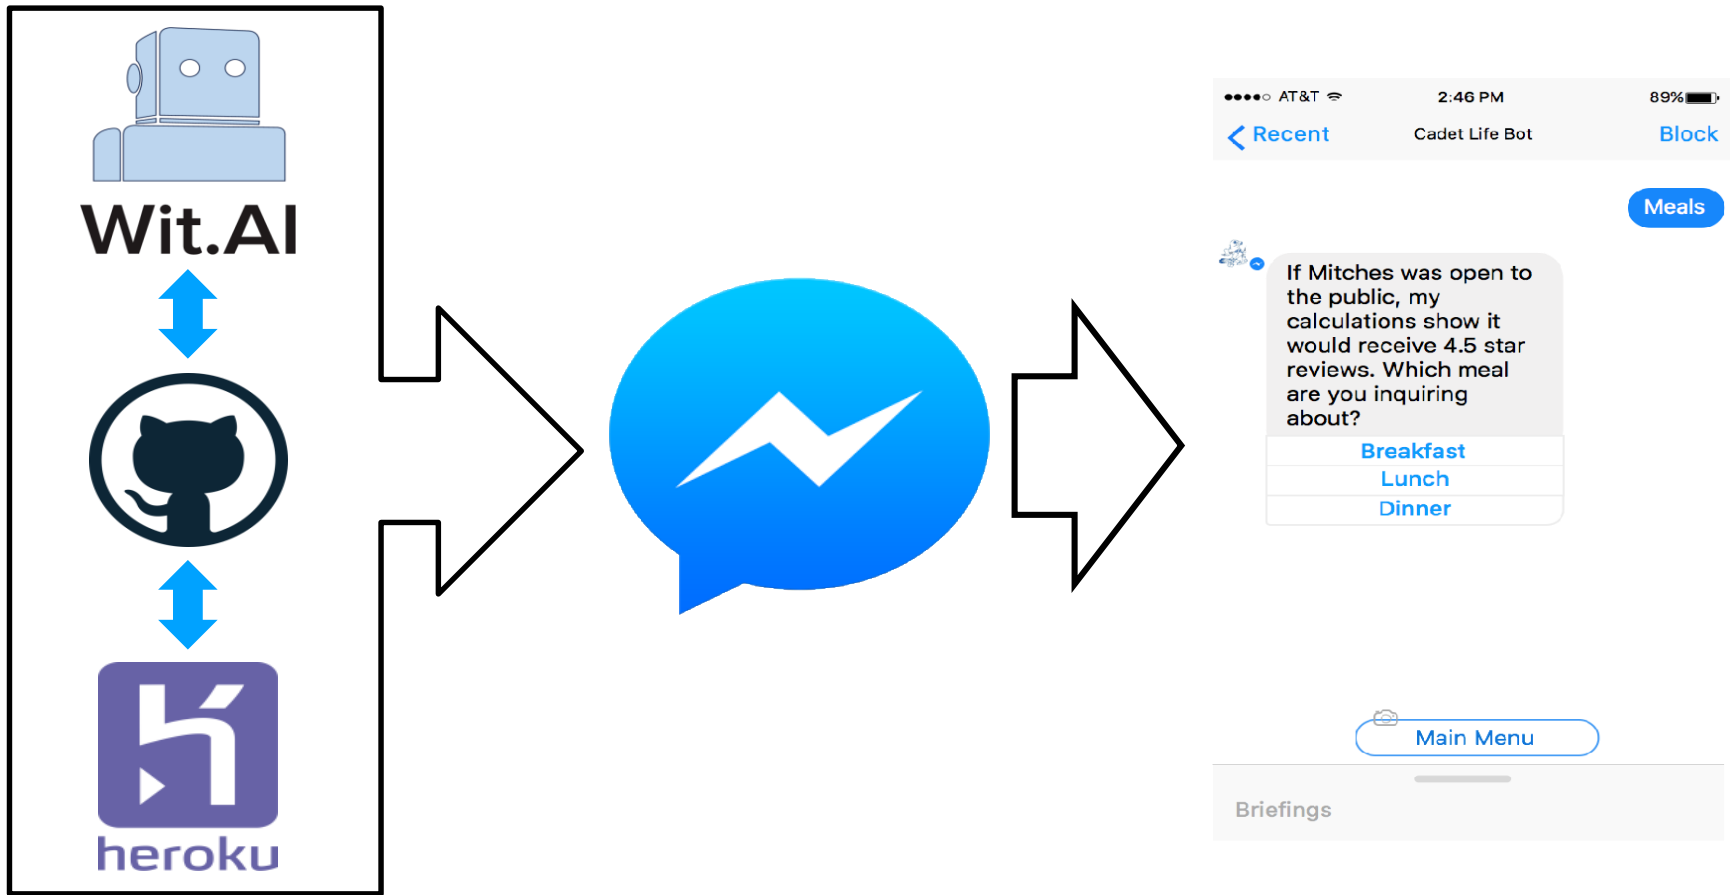 Wit.AI
heroku
AT&T 2:46 PM 89%
Recent Cadet Life Bot Block
Meals
If Mitches was open to
the public, my
calculations show it
would receive 4.5 star
reviews. Which meal
are you inquiring
about?
Breakfast
Lunch
Dinner
Main Menu
Briefings